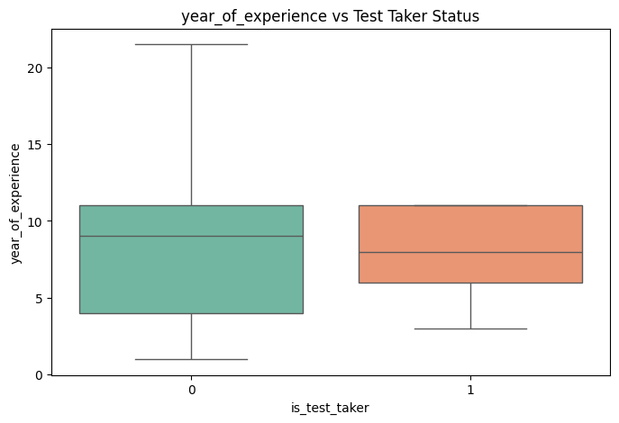 year_of_experience vs Test Taker Status
year_of_experience
20
15
10
5
0
0
1
is_test_taker